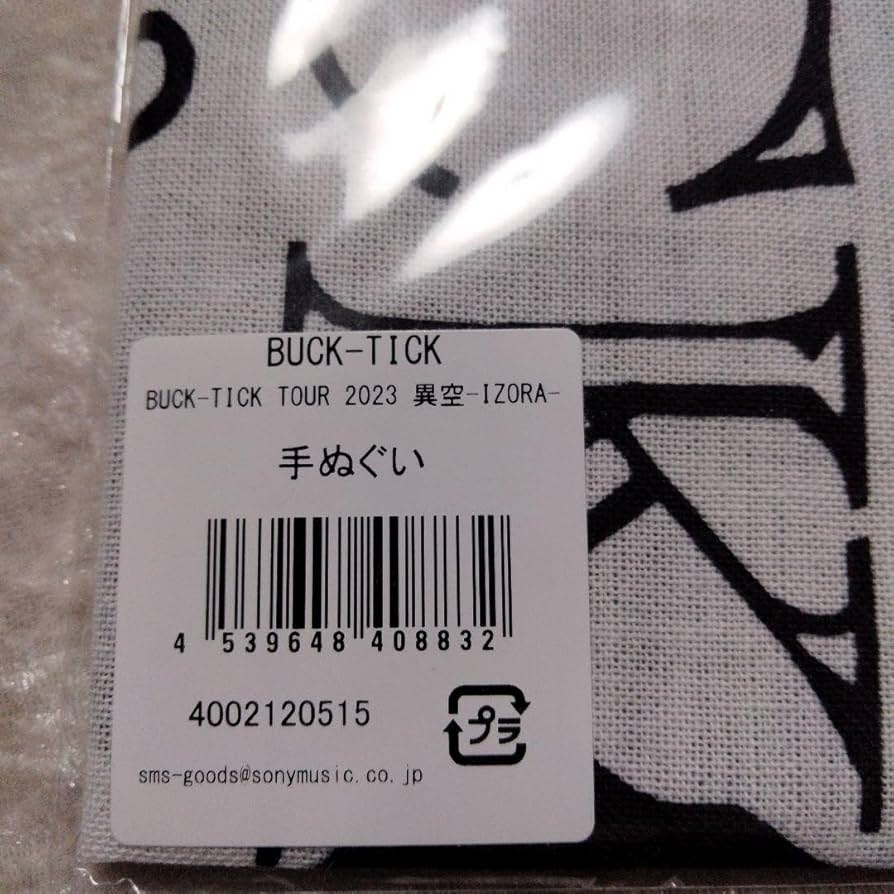 BUCK-TICK
BUCK-TICK TOUR 2023 異空-IZORA-
手ぬぐい
4 539648 408832
4002120515
プラ
sms-goods@sonymusic.co.jp